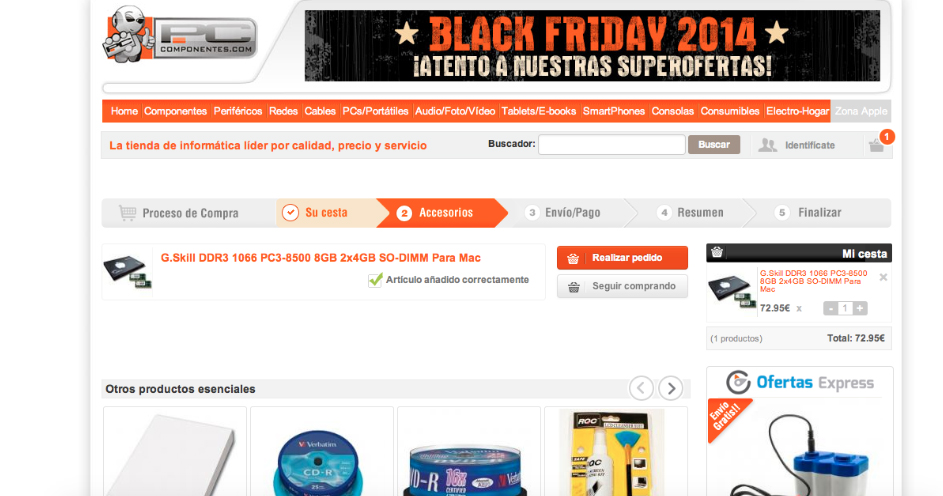 PC
COMPONENTES.COM
BLACK FRIDAY 2014
¡ATENTO A NUESTRAS SUPEROFERTAS!
Home Componentes Periféricos Redes Cables PCs/Portátiles Audio/Foto/Vídeo Tablets/E-books SmartPhones Consolas Consumibles Electro-Hogar Zona Apple
La tienda de informática líder por calidad, precio y servicio
Buscador:
Buscar
Identifícate
1
Proceso de Compra
Su cesta
2 Accesorios
3 Envío/Pago
4 Resumen
5 Finalizar
G.Skill DDR3 1066 PC3-8500 8GB 2x4GB SO-DIMM Para Mac
Artículo añadido correctamente
Realizar pedido
Seguir comprando
Mi cesta
G.Skill DDR3 1066 PC3-8500
8GB 2x4GB SO-DIMM Para
Mac
72.95€ x - 1 +
(1 productos) Total: 72.95€
Otros productos esenciales
Ofertas Express
Envío
Gratis!!
Verbatim
CD-R
Verbatim
DVD-R
16x
ROC
LCD CLEANER SUIT
ROC